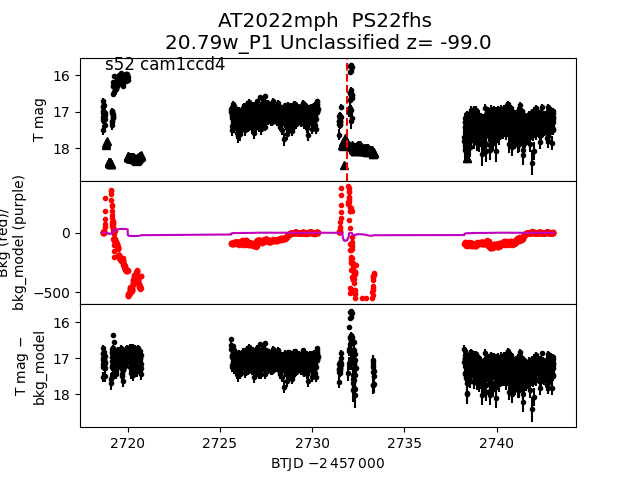 AT2022mph  PS22fhs
20.79w_P1 Unclassified z= -99.0
s52 cam1ccd4
16
17
18
T mag
0
−500
Bkg (red)/
bkg_model (purple)
16
17
18
T mag −
bkg_model
2720
2725
2730
2735
2740
BTJD −2 457 000